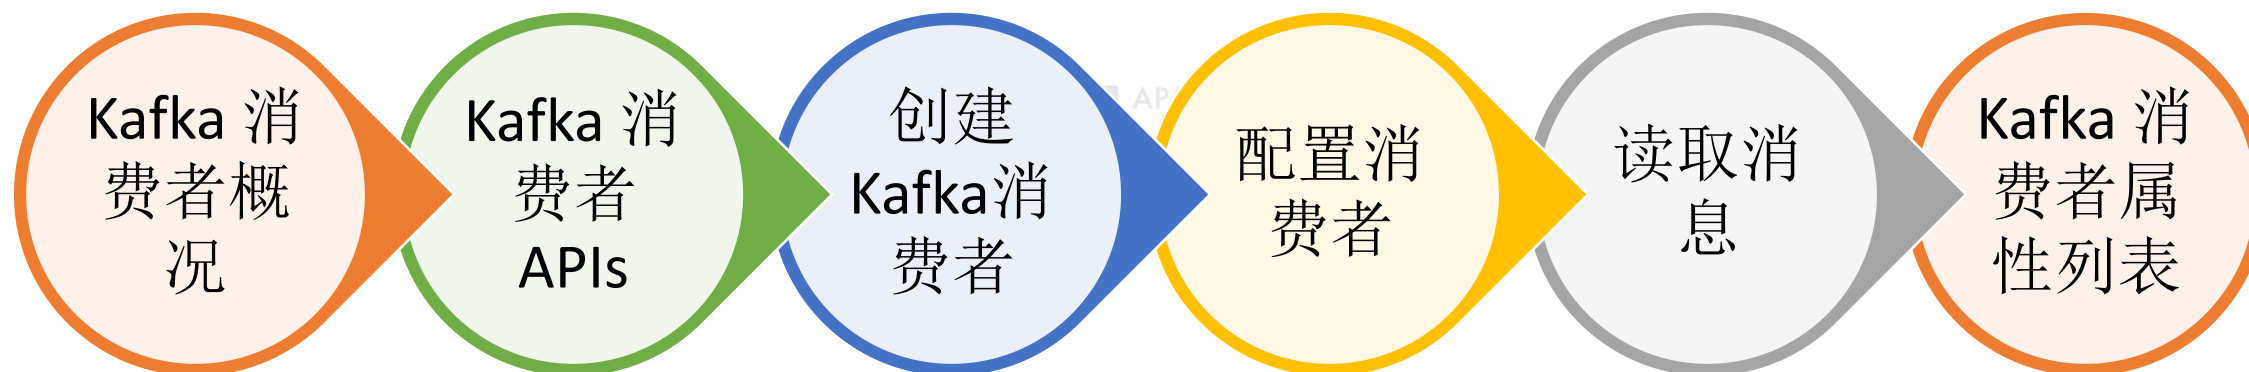 Kafka 消
费者概
况
Kafka 消
费者
APIs
创建
Kafka消
费者
配置消
费者
读取消
息
Kafka 消
费者属
性列表